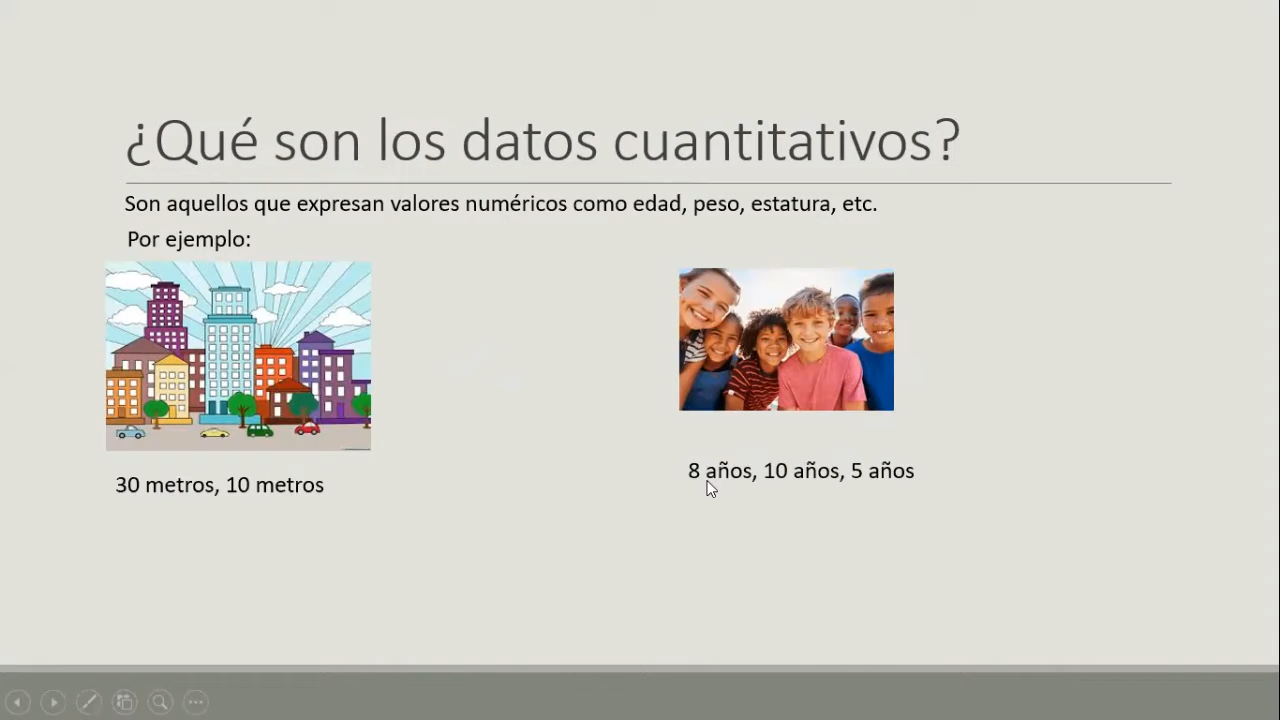 ¿Qué son los datos cuantitativos?
Son aquellos que expresan valores numéricos como edad, peso, estatura, etc.
Por ejemplo:
30 metros, 10 metros
8 años, 10 años, 5 años